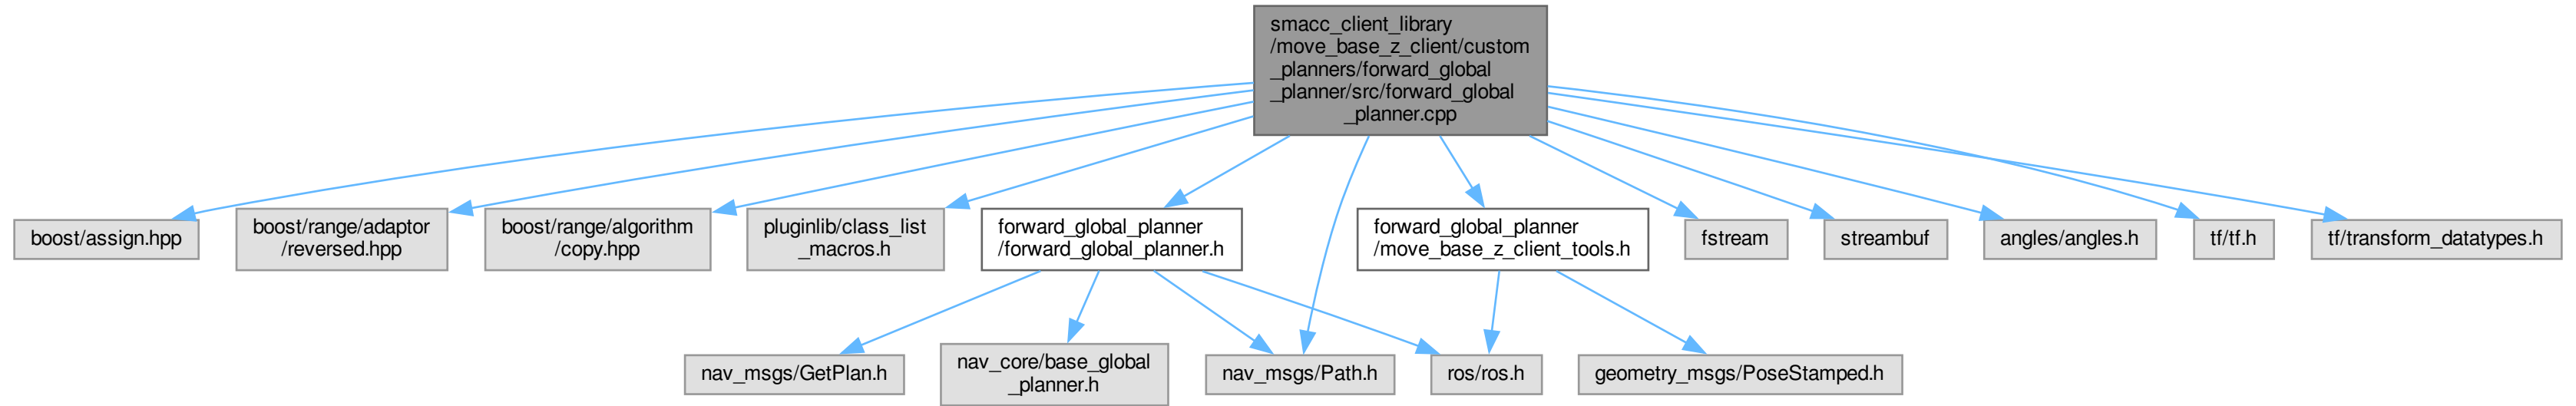 smacc_client_library
/move_base_z_client/custom
_planners/forward_global
_planner/src/forward_global
_planner.cpp
boost/assign.hpp
boost/range/adaptor
/reversed.hpp
boost/range/algorithm
/copy.hpp
pluginlib/class_list
_macros.h
forward_global_planner
/forward_global_planner.h
forward_global_planner
/move_base_z_client_tools.h
fstream
streambuf
angles/angles.h
tf/tf.h
tf/transform_datatypes.h
nav_msgs/GetPlan.h
nav_core/base_global
_planner.h
nav_msgs/Path.h
ros/ros.h
geometry_msgs/PoseStamped.h